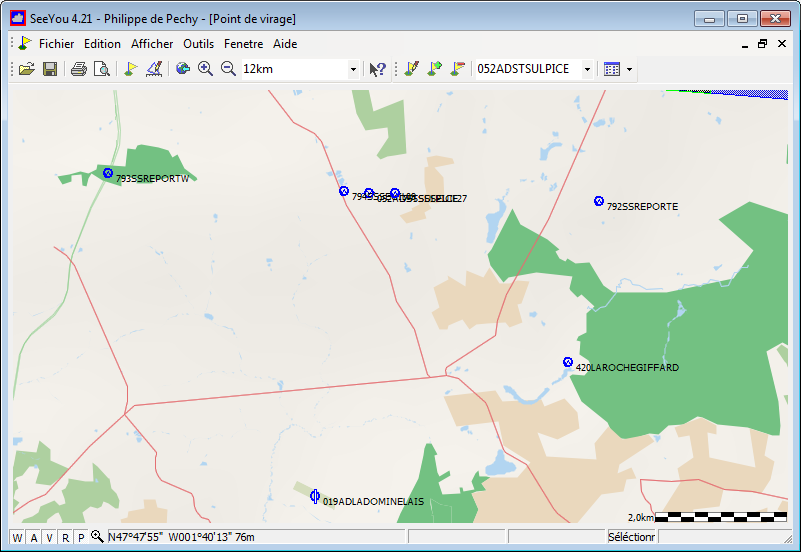 SeeYou 4.21 - Philippe de Pechy - [Point de virage]
Fichier Edition Afficher Outils Fenetre Aide
12km 052ADSTSULPICE
793SSREPORTW
792SSREPORTE
420LAROCHEGIFFARD
019ADLADOMINELAIS
2,0km
W A V R P N47°47'55" W001°40'13" 76m Séléctionr